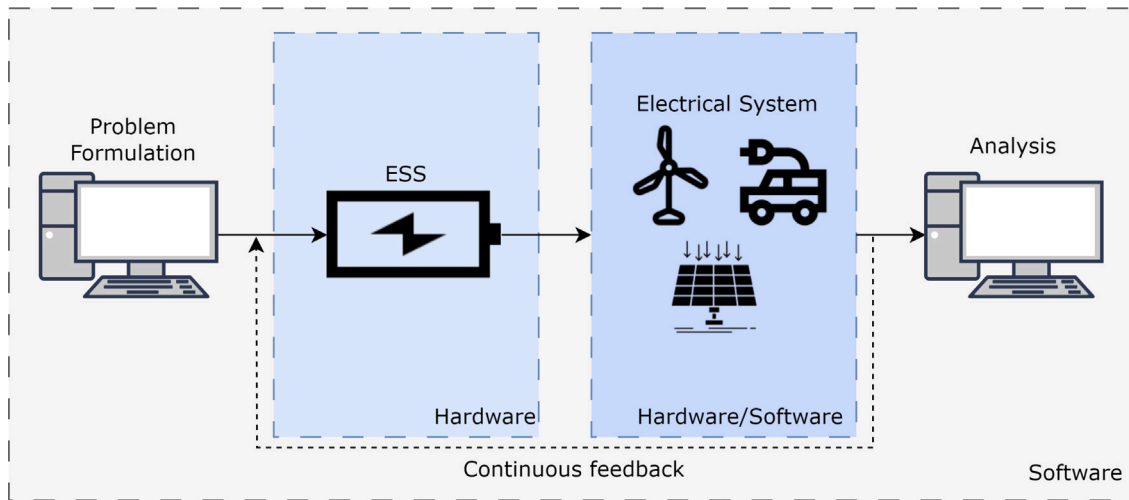 Problem
Formulation
ESS
Electrical System
Analysis
Hardware
Hardware/Software
Continuous feedback
Software